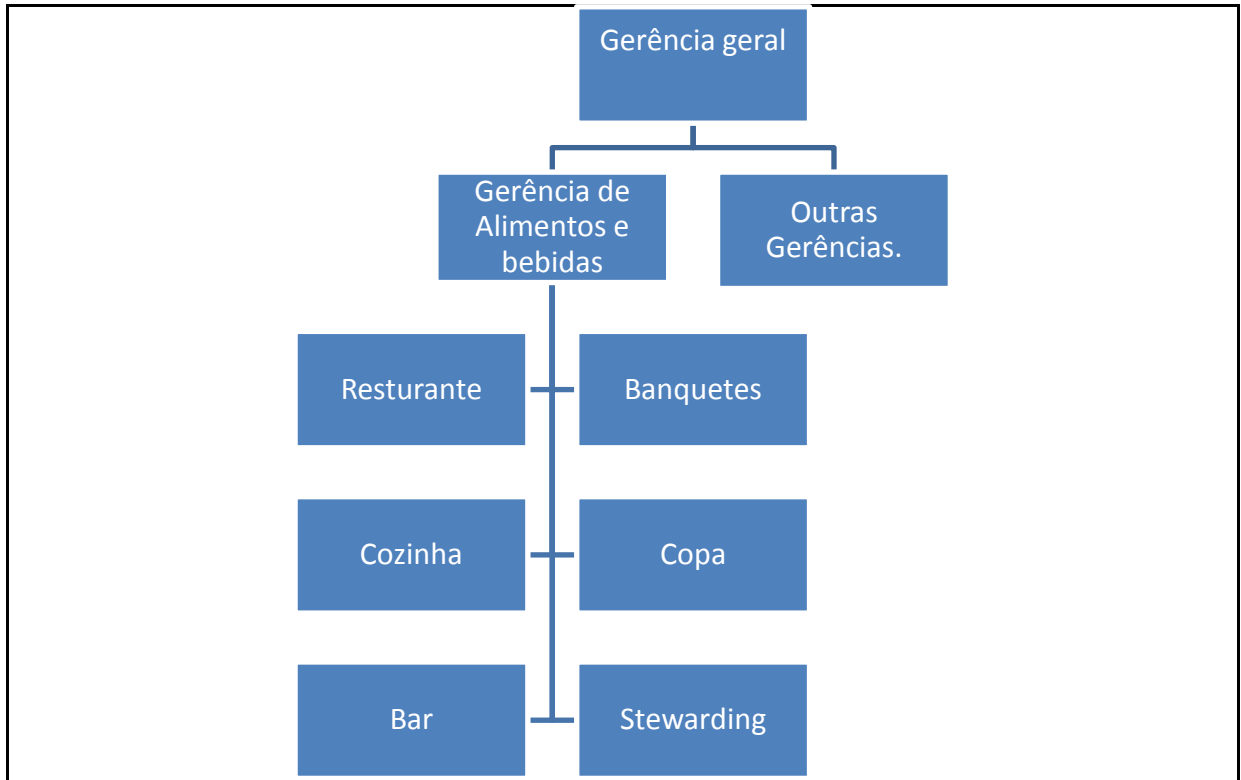 Gerência geral
Gerência de
Alimentos e
bebidas
Outras
Gerências.
Resturante
Banquetes
Cozinha
Copa
Bar
Stewarding